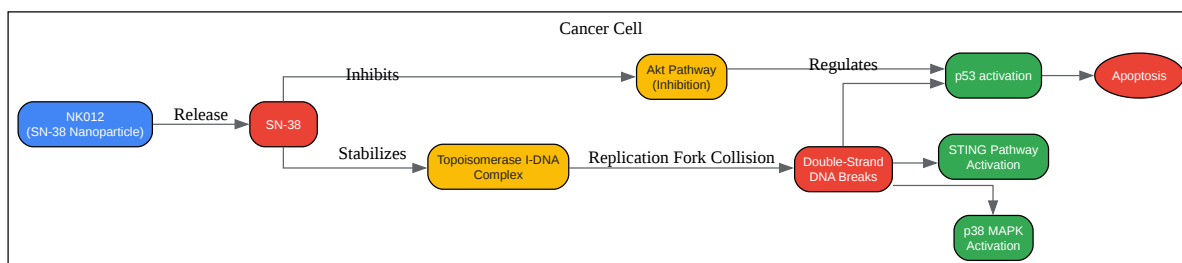 Cancer Cell
NK012
(SN-38 Nanoparticle)
Release
SN-38
Inhibits
Akt Pathway
(Inhibition)
Regulates
p53 activation
Apoptosis
Stabilizes
Topoisomerase I-DNA
Complex
Replication Fork Collision
Double-Strand
DNA Breaks
STING Pathway
Activation
p38 MAPK
Activation